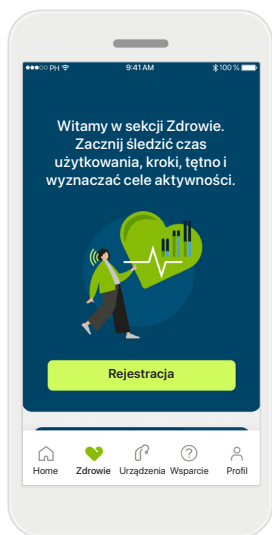 PH 9:41 AM 100 %
Witamy w sekcji Zdrowie.
Zacznij śledzić czas
użytkowania, kroki, tętno i
wyznaczać cele aktywności.
Rejestracja
Home Zdrowie Urządzenia Wsparcie Profil